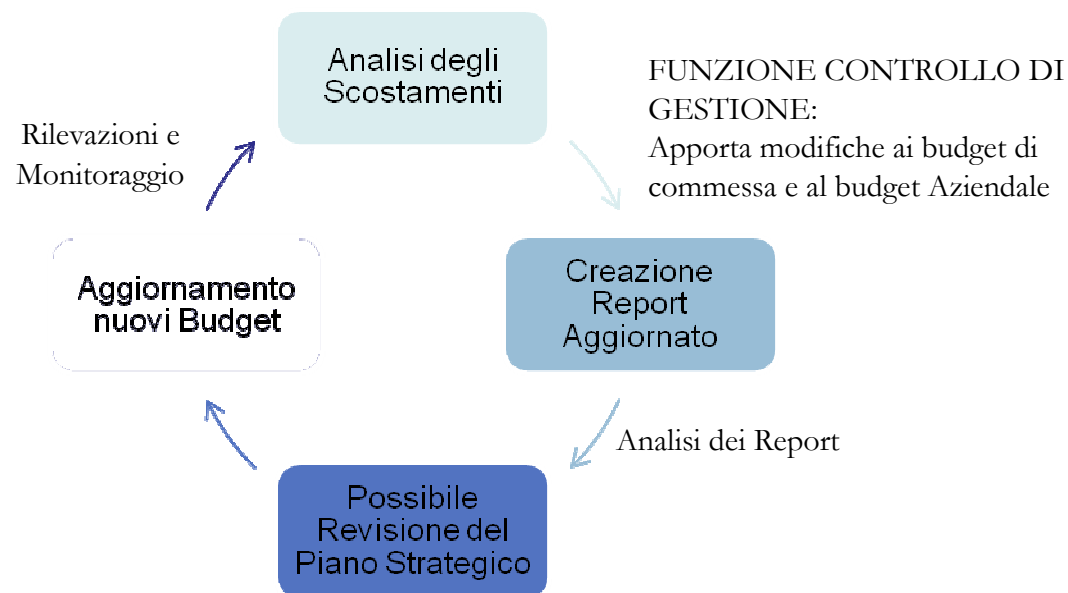 Analisi degli
Scostamenti
FUNZIONE CONTROLLO DI
GESTIONE:
Apporta modifiche ai budget di
commessa e al budget Aziendale
Rilevazioni e
Monitoraggio
Aggiornamento
nuovi Budget
Creazione
Report
Aggiornato
Analisi dei Report
Possibile
Revisione del
Piano Strategico